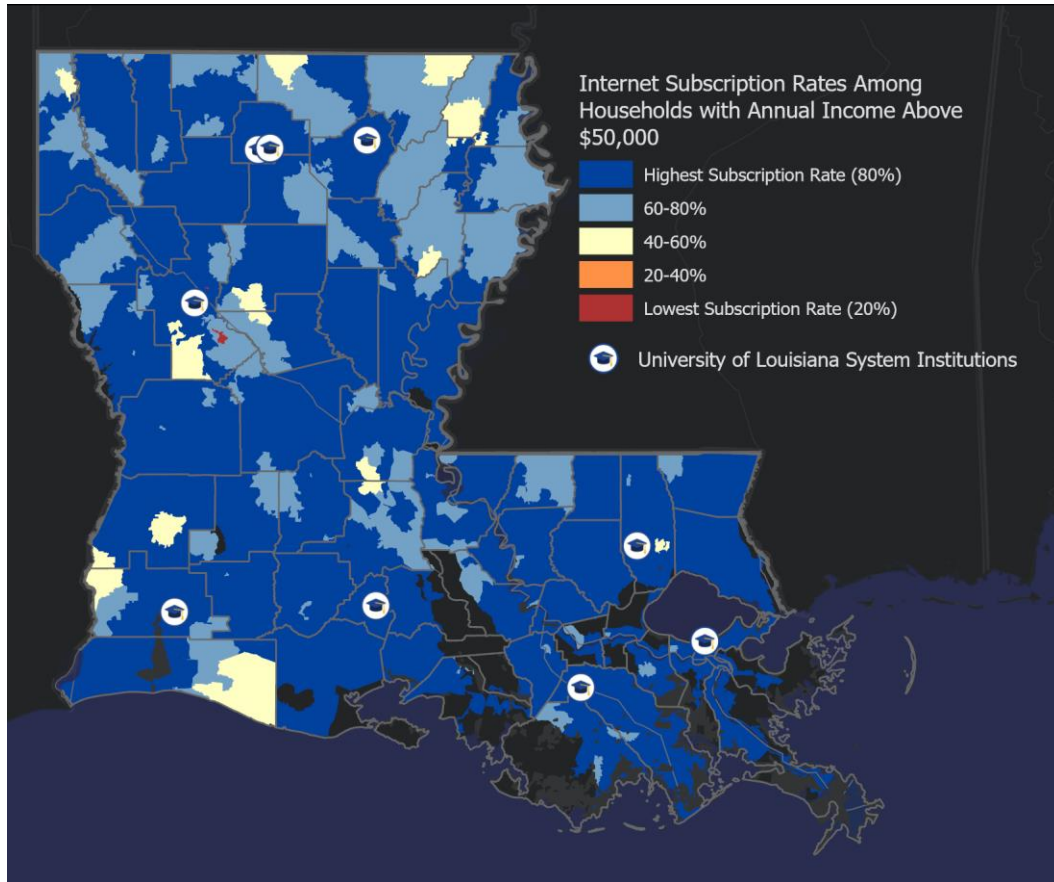 Internet Subscription Rates Among
Households with Annual Income Above
$50,000
Highest Subscription Rate (80%)
60-80%
40-60%
20-40%
Lowest Subscription Rate (20%)
University of Louisiana System Institutions